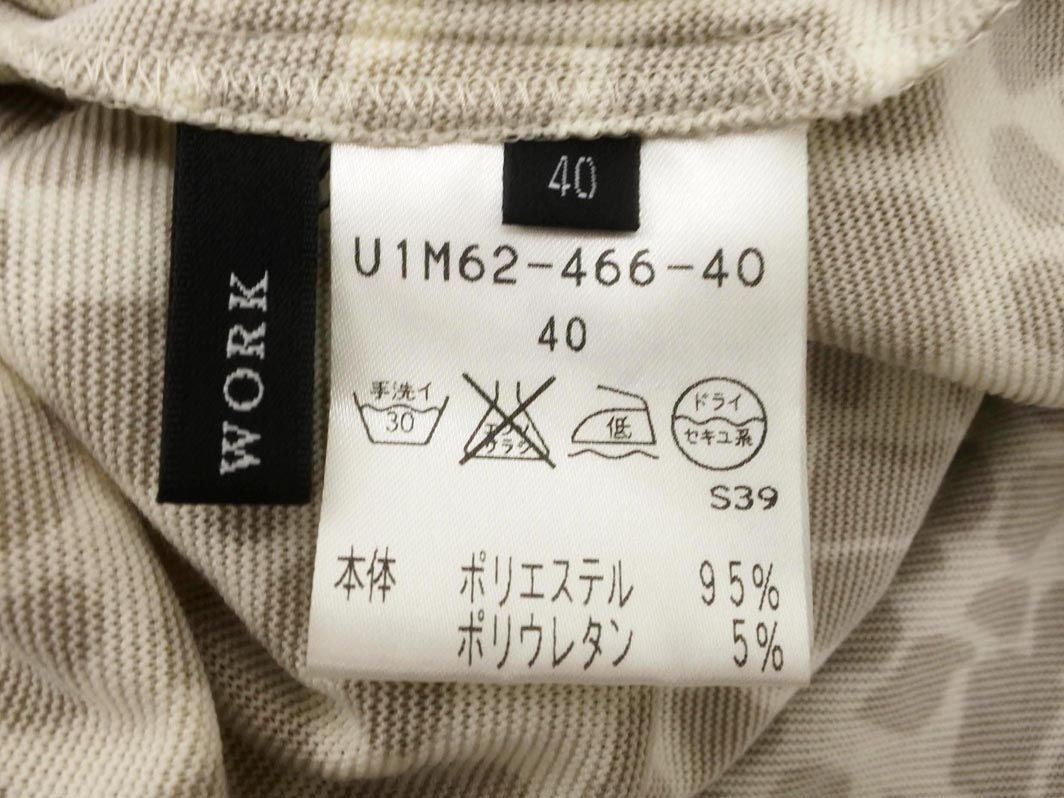 WORK
40
U1M62-466-40
40
手洗イ
30
エンソ
サラシ
低
ドライ
セキユ系
S39
本体 ポリエステル 95%
ポリウレタン 5%